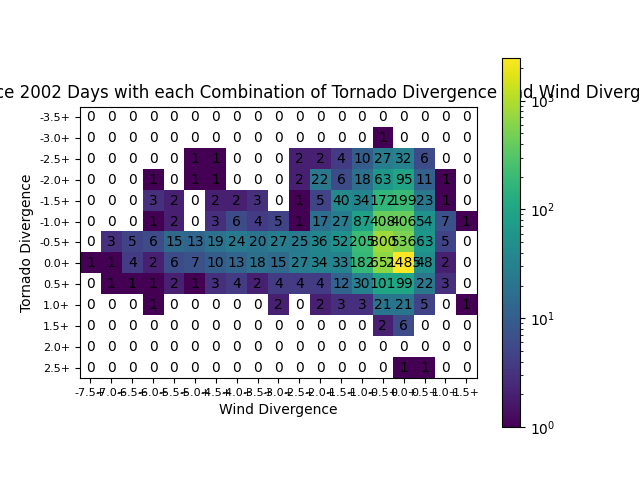 ce 2002 Days with each Combination of Tornado Divergence nd Wind Diverg
Tornado Divergence
-3.5+ 0 0 0 0 0 0 0 0 0 0 0 0 0 0 0 0 0 0 0
-3.0+ 0 0 0 0 0 0 0 0 0 0 0 0 0 0 1 0 0 0 0
-2.5+ 0 0 0 0 0 1 1 0 0 0 2 2 4 10 27 32 6 0 0
-2.0+ 0 0 0 1 0 1 1 0 0 0 2 22 6 18 63 95 11 1 0
-1.5+ 0 0 0 3 2 0 2 2 3 0 1 5 40 34 172 199 23 1 0
-1.0+ 0 0 0 1 2 0 3 6 4 5 1 17 27 87 408 406 54 7 1
-0.5+ 0 3 5 6 15 13 19 24 20 27 25 36 52 205 800 536 63 5 0
0.0+ 1 1 4 2 6 7 10 13 18 15 27 34 33 182 48 2 0
0.5+ 0 1 1 1 2 1 3 4 2 4 4 4 12 30 101 99 22 3 0
1.0+ 0 0 0 1 0 0 0 0 0 2 0 2 3 3 21 21 5 0 1
1.5+ 0 0 0 0 0 0 0 0 0 0 0 0 0 0 2 6 0 0 0
2.0+ 0 0 0 0 0 0 0 0 0 0 0 0 0 0 0 0 0 0 0
2.5+ 0 0 0 0 0 0 0 0 0 0 0 0 0 0 0 1 1 0 0
-7.5+ -7.0+ -6.5+ -6.0+ -5.5+ -5.0+ -4.5+ -4.0+ -3.5+ -3.0+ -2.5+ -2.0+ -1.5+ -1.0+ -0.5+ 0.0+ 0.5+ 1.0+ 1.5+
Wind Divergence
10³
10²
10¹
10⁰